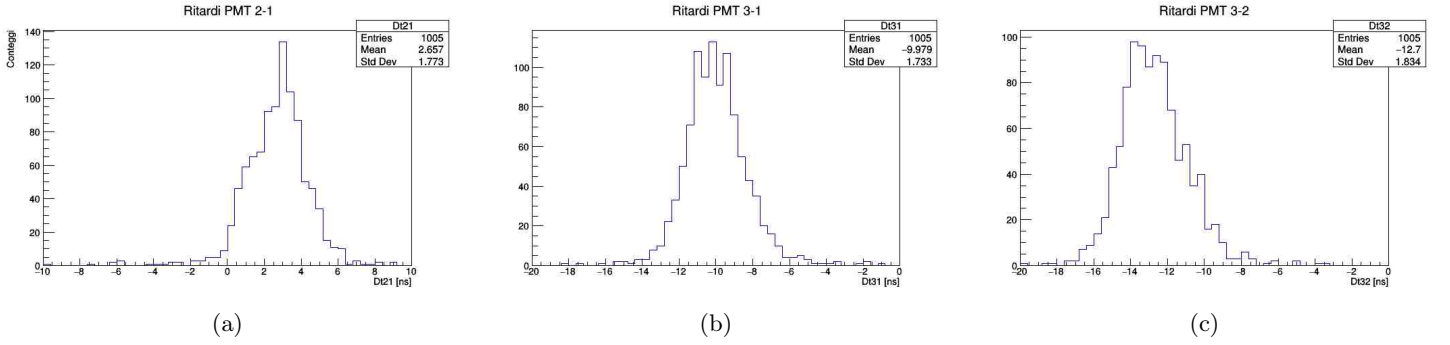 Ritardi PMT 2-1
Dt21
Entries 1005
Mean 2.657
Std Dev 1.773
Conteggi
140
120
100
80
60
40
20
0
−10 −8 −6 −4 −2 0 2 4 6 8 10
Dt21 [ns]
(a)
Ritardi PMT 3-1
Dt31
Entries 1005
Mean −9.979
Std Dev 1.733
100
80
60
40
20
0
−20 −18 −16 −14 −12 −10 −8 −6 −4 −2 0
Dt31 [ns]
(b)
Ritardi PMT 3-2
Dt32
Entries 1005
Mean −12.7
Std Dev 1.834
100
80
60
40
20
0
−20 −18 −16 −14 −12 −10 −8 −6 −4 −2 0
Dt32 [ns]
(c)